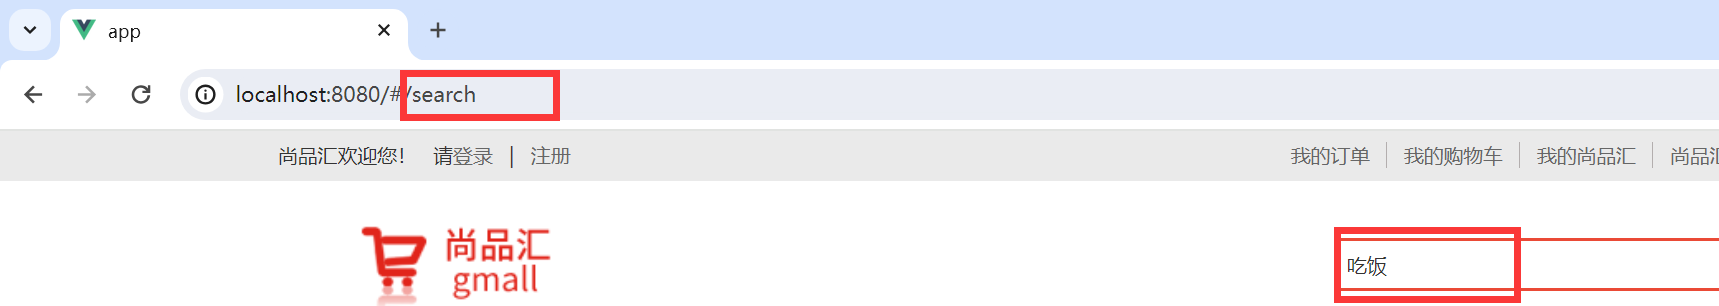 app
localhost:8080/#/search
尚品汇欢迎您! 请登录 | 注册 我的订单 我的购物车 我的尚品汇 尚品
尚品汇
gmall
吃饭